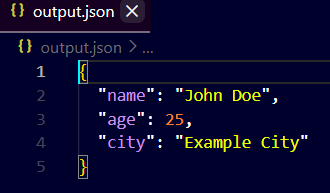 {} output.json ×
{} output.json > ...
1 {
2 "name": "John Doe",
3 "age": 25,
4 "city": "Example City"
5 }